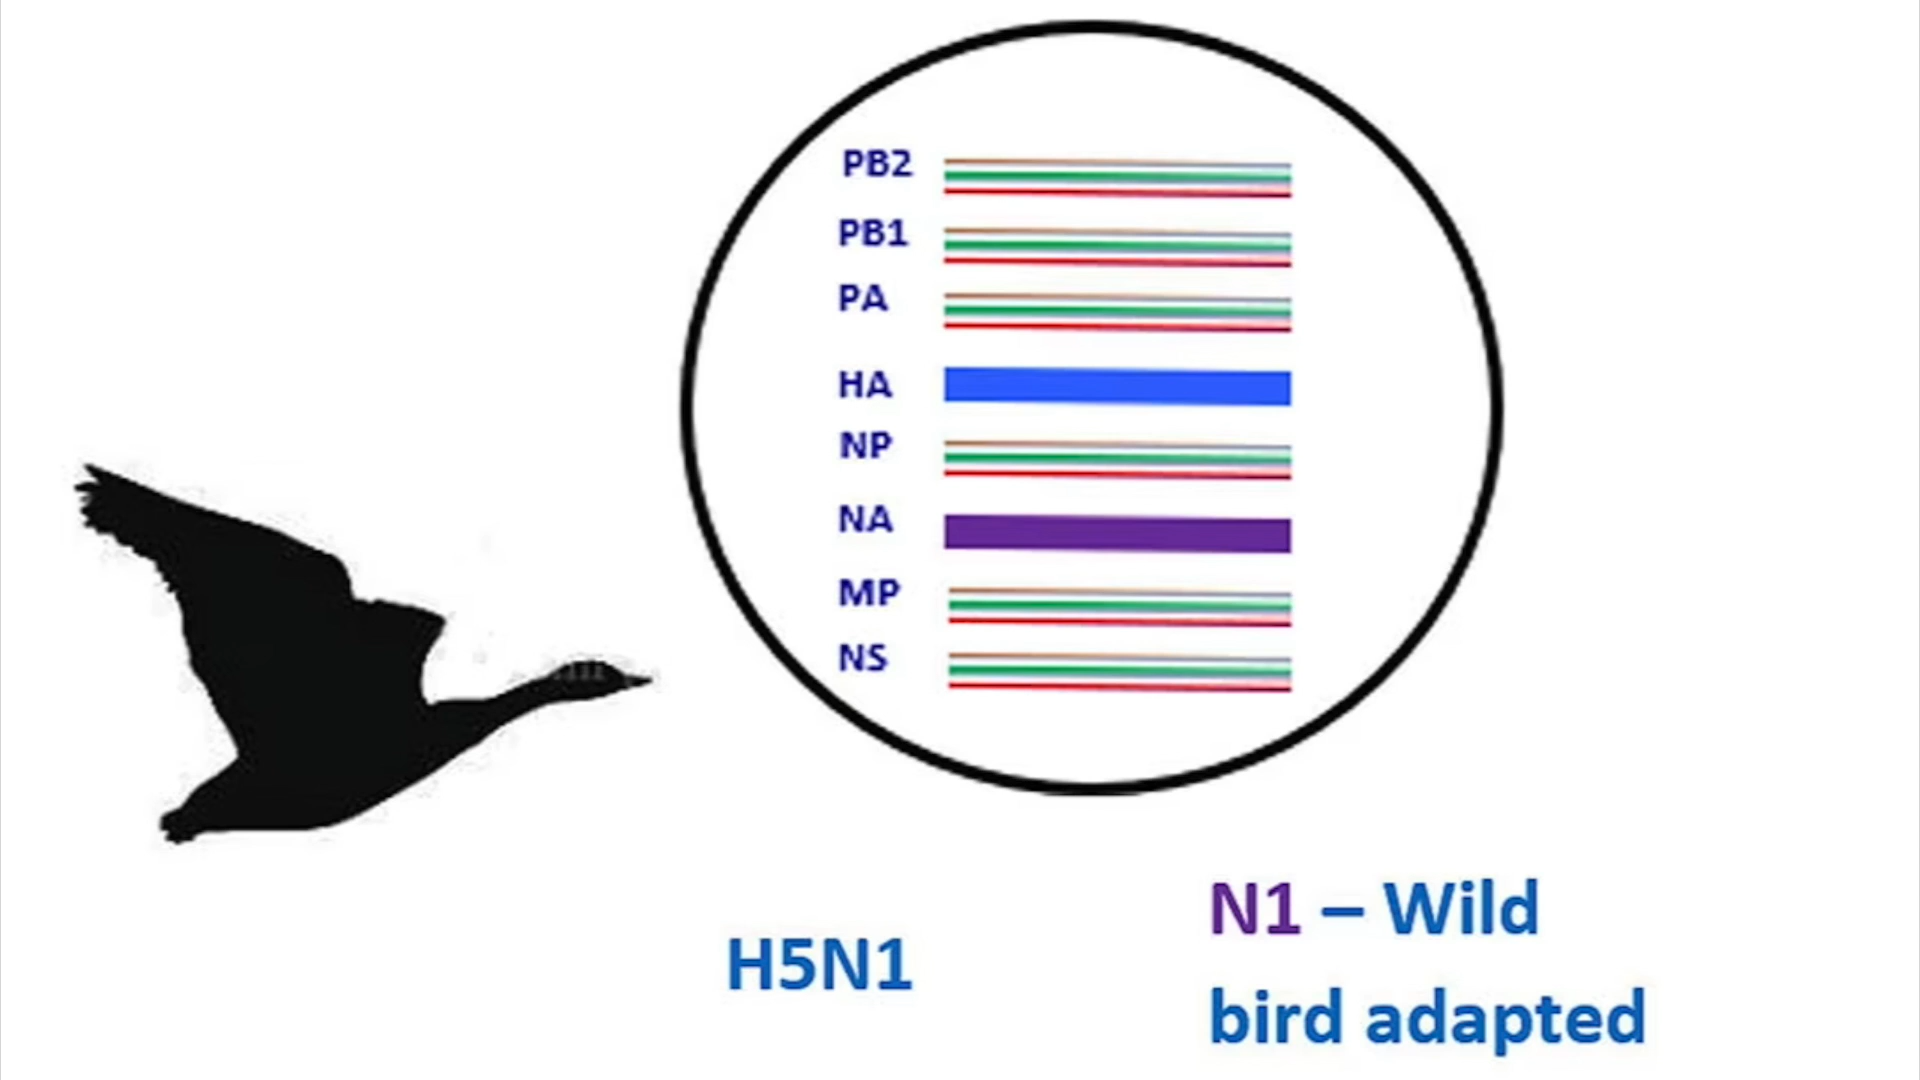 PB2
PB1
PA
HA
NP
NA
MP
NS
H5N1
N1 – Wild
bird adapted